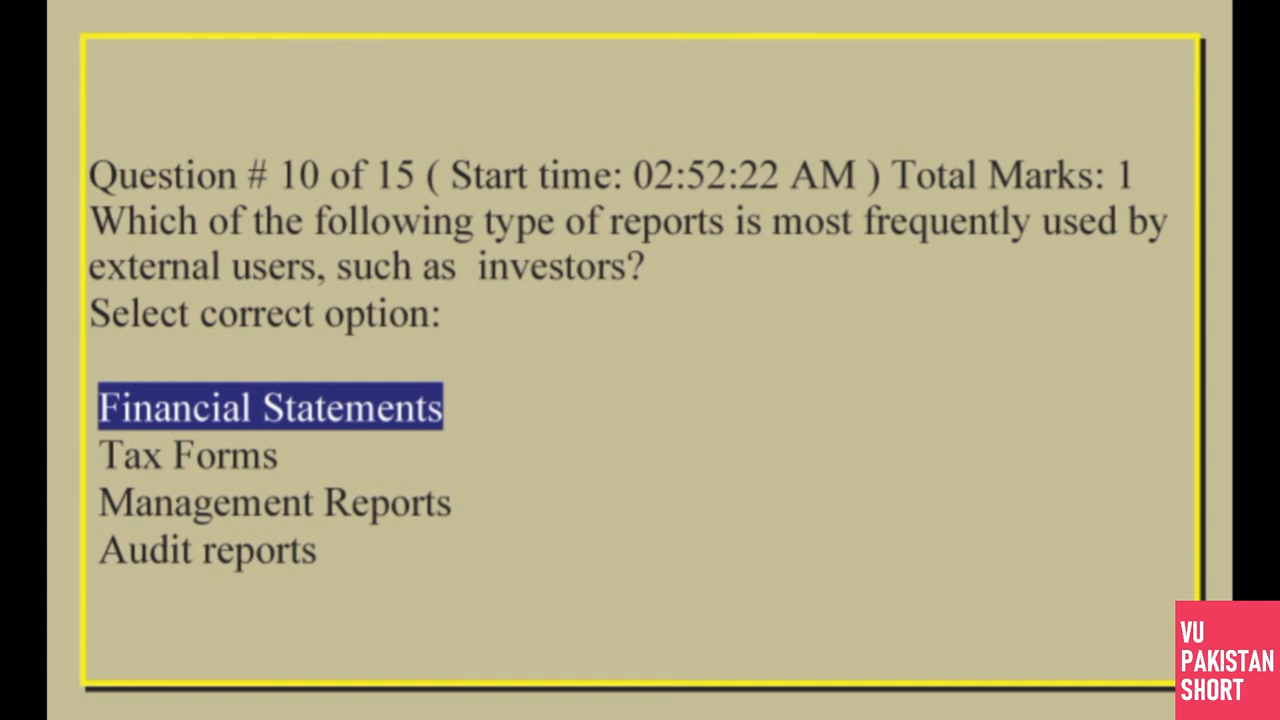 Question # 10 of 15 ( Start time: 02:52:22 AM ) Total Marks: 1
Which of the following type of reports is most frequently used by
external users, such as  investors?
Select correct option:
Financial Statements
Tax Forms
Management Reports
Audit reports
VU
PAKISTAN
SHORT